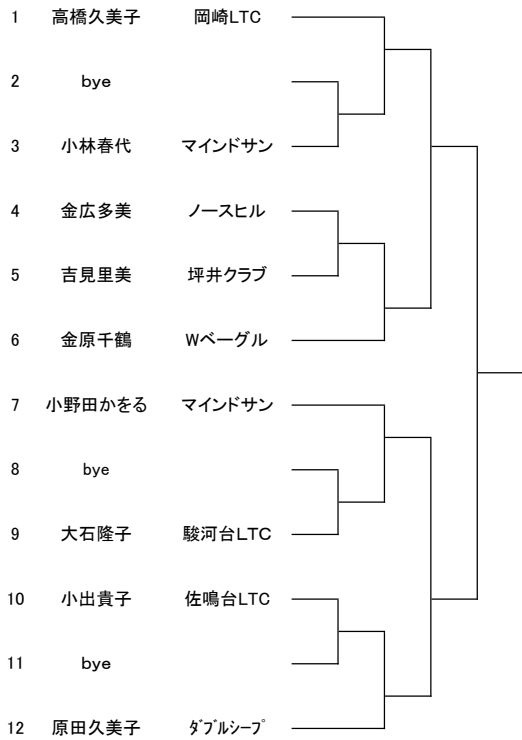 1 高橋久美子 岡崎LTC
2 bye
3 小林春代 マインドサン
4 金広多美 ノースヒル
5 吉見里美 坪井クラブ
6 金原千鶴 Wベーグル
7 小野田かをる マインドサン
8 bye
9 大石隆子 駿河台LTC
10 小出貴子 佐鳴台LTC
11 bye
12 原田久美子 ﾀﾞﾌﾞﾙｼｰﾌﾟ